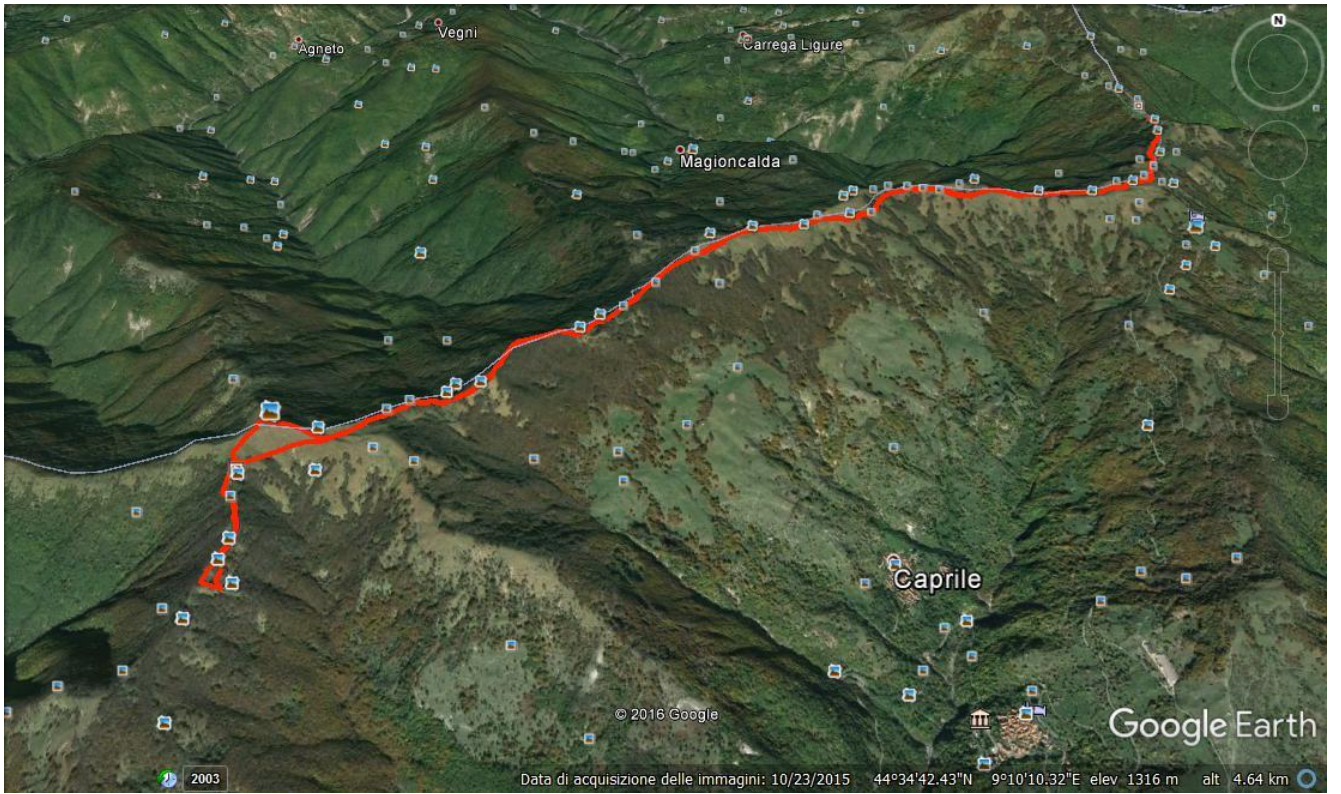 N
Vegni
Agneto
Carrega Ligure
Magioncalda
Caprile
© 2016 Google
Google Earth
2003
Data di acquisizione delle immagini: 10/23/2015 44°34'42.43"N 9°10'10.32"E elev 1316 m alt 4.64 km